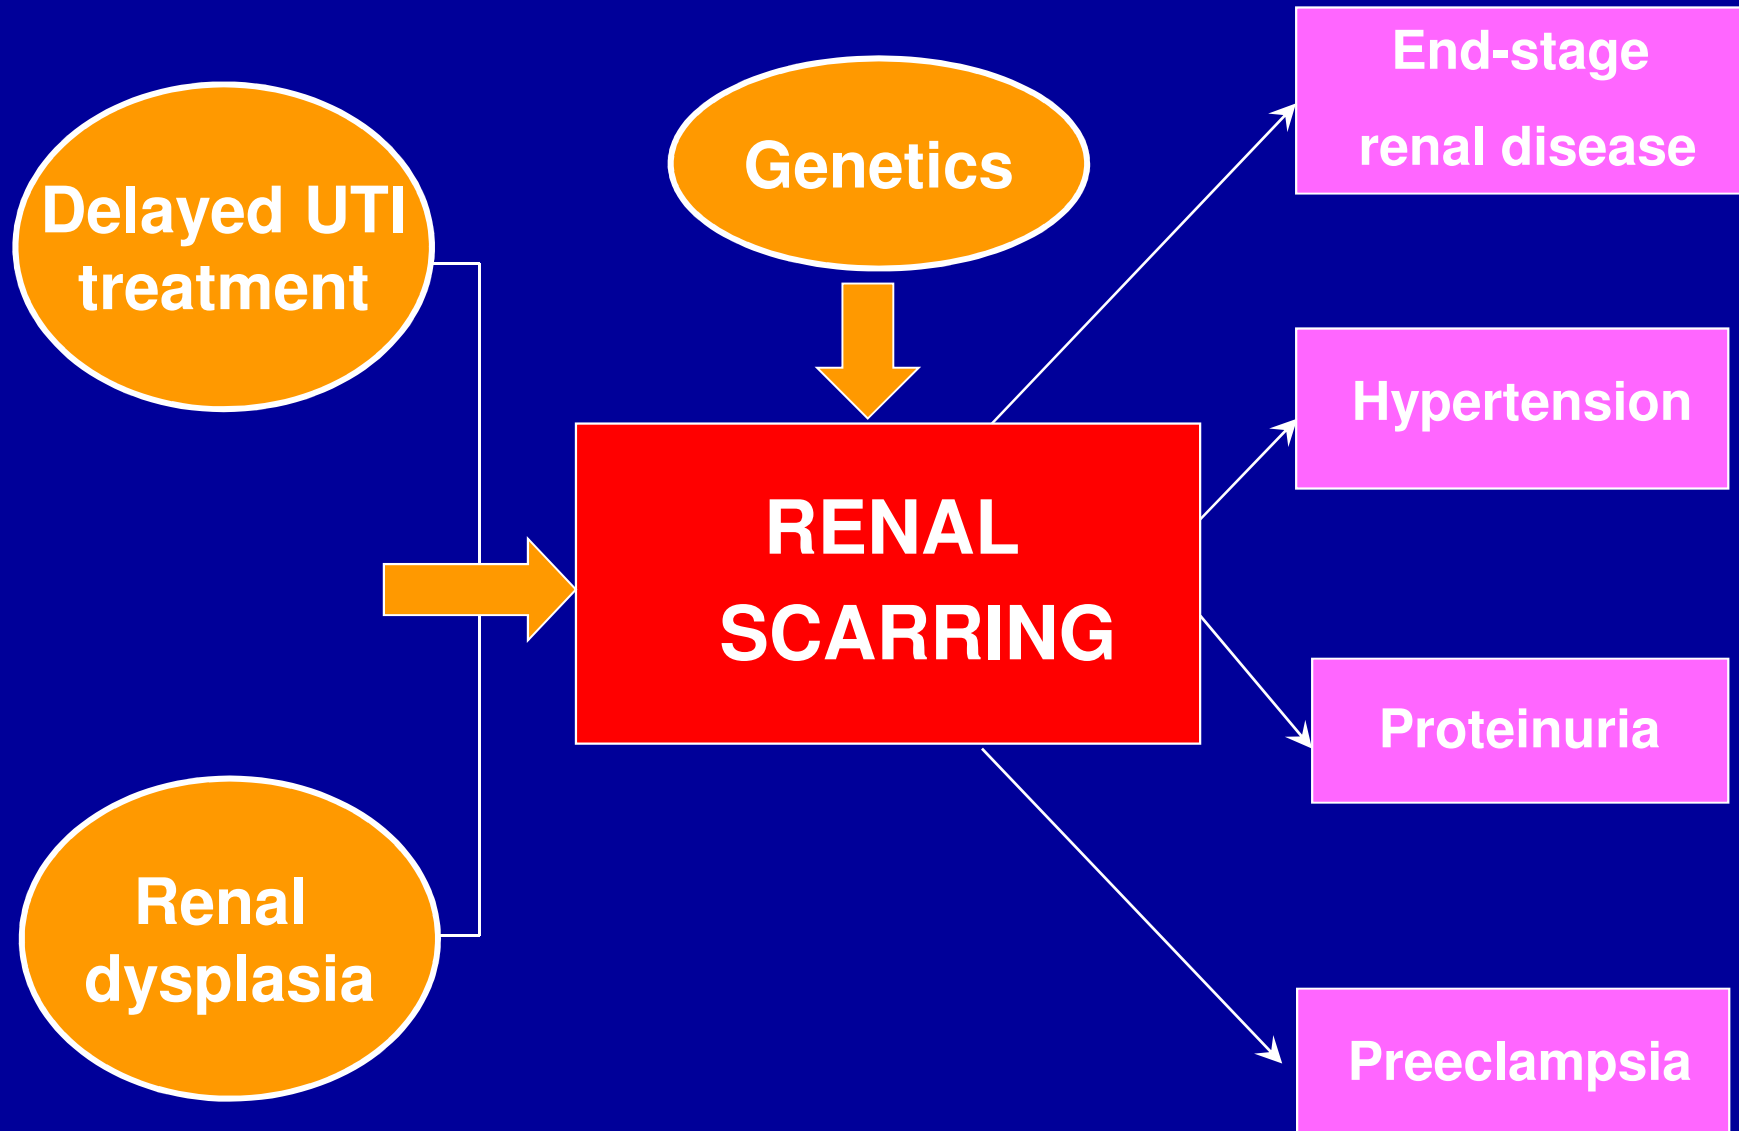 Delayed UTI
treatment
Genetics
Renal
dysplasia
RENAL
SCARRING
End-stage
renal disease
Hypertension
Proteinuria
Preeclampsia